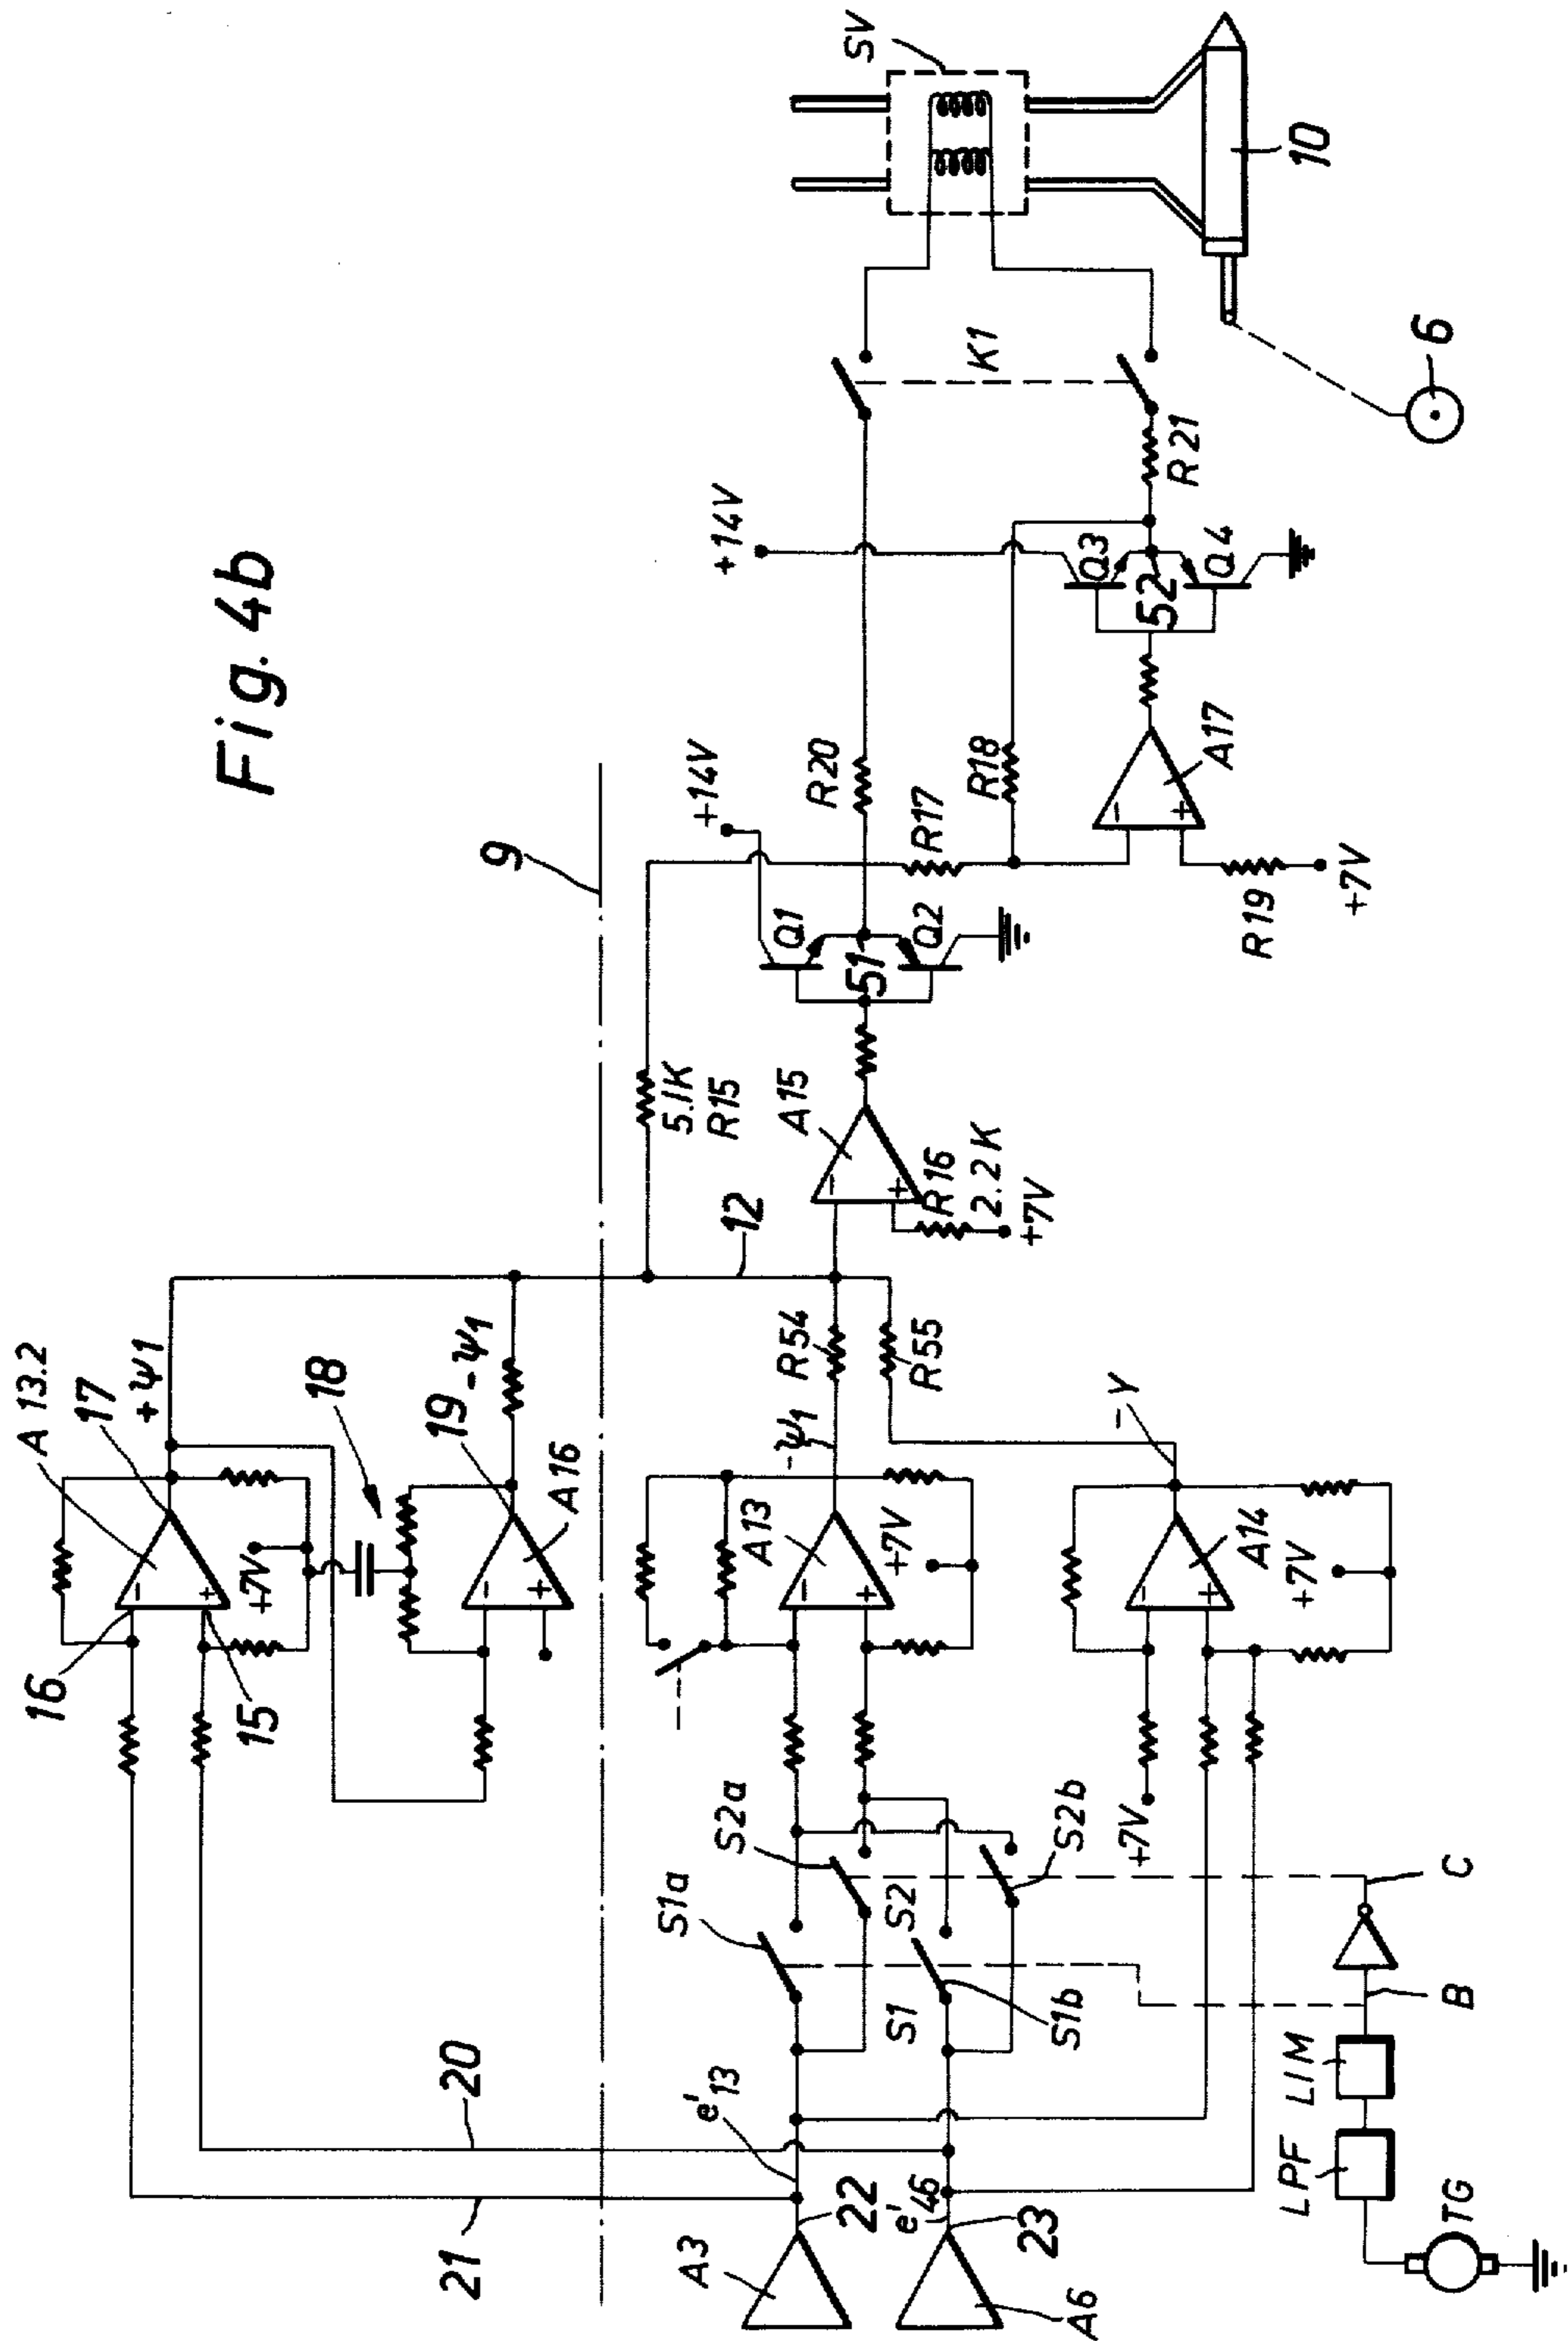 Fig. 4b
A 13.2
17
+ψ1
16
15
+7V
18
19
-ψ1
A16
9
20
21
12
5.1K
R15
+14V
+14V
SV
K1
R20
R17
R18
Q1
51
Q2
Q3
52
Q4
R21
A17
R19
+7V
10
6
A15
R16
2.2K
+7V
R54
R55
-ψ1
A13
+7V
-Y
A14
+7V
+7V
S1a
S2a
S2
S2b
S1
S1b
e'13
22
A3
e'46
23
A6
C
B
LIM
LPF
TG